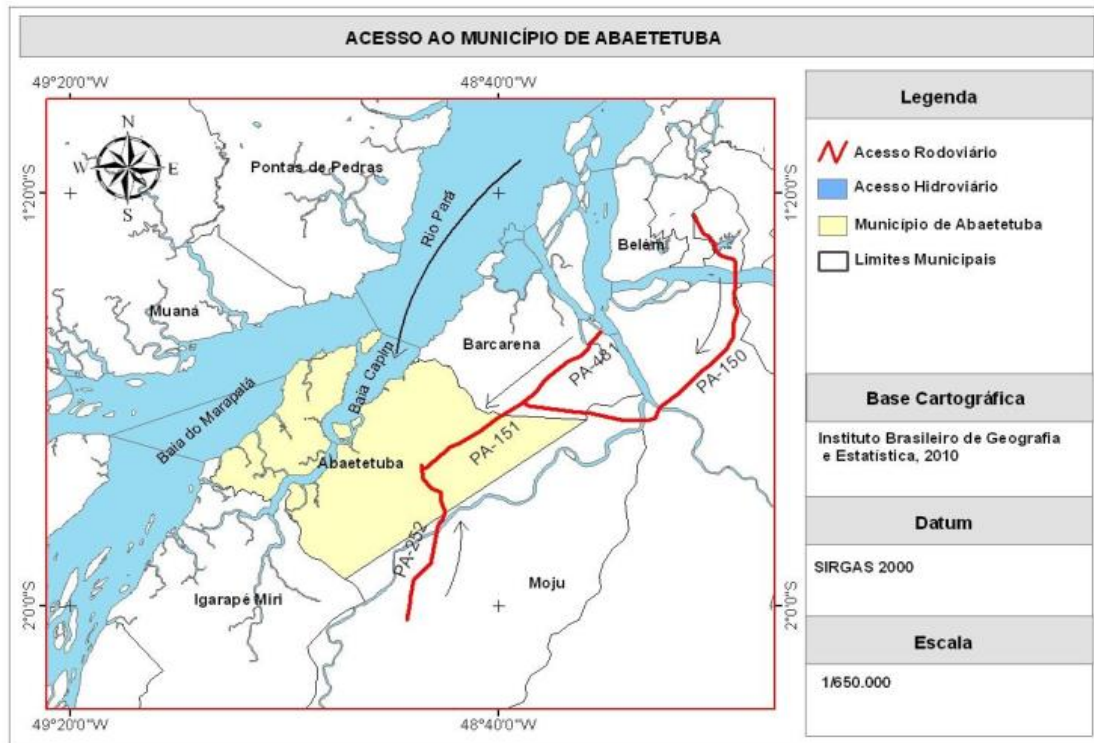 ACESSO AO MUNICÍPIO DE ABAETETUBA
49°20'0"W
48°40'0"W
N
W
E
S
1°20'0"S
1°20'0"S
Pontas de Pedras
Rio Pará
Belém
Muaná
Barcarena
PA-481
PA-150
Baia Capim
Baia do Marapatá
PA-151
Abaetetuba
PA-252
Igarapé Miri
Moju
2°0'0"S
2°0'0"S
49°20'0"W
48°40'0"W
Legenda
Acesso Rodoviário
Acesso Hidroviário
Município de Abaetetuba
Limites Municipais
Base Cartográfica
Instituto Brasileiro de Geografia
e Estatística, 2010
Datum
SIRGAS 2000
Escala
1/650.000